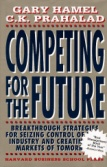 GARY HAMEL
C.K. PRAHALAD
COMPETING
FOR THE
FUTURE
BREAKTHROUGH STRATEGIES
FOR SEIZING CONTROL OF
INDUSTRY AND CREATING
MARKETS OF TOMORROW
HARVARD BUSINESS SCHOOL PRESS